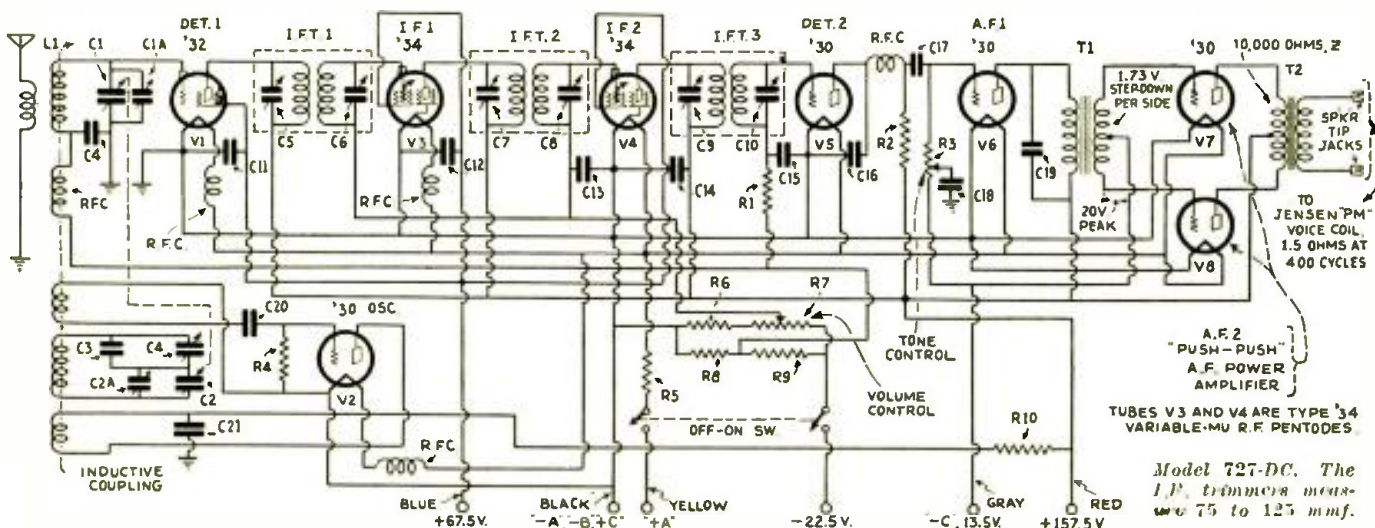 DET.1
'32
I.F.T. 1
I.F.1
'34
I.F.T. 2
I.F.2
'34
I.F.T. 3
DET.2
'30
R.F.C
C17
A.F.1
'30
T1
'30
10,000 OHMS, Z
T2
L1
C1
C1A
C4
V1
C11
C5
C6
V3
C12
C7
C8
V4
C13
C14
C9
C10
V5
C15
C16
R1
R2
R3
C18
V6
C19
1.73 V.
STEP-DOWN
PER SIDE
V7
SPKR
TIP
JACKS
RFC
R.F.C.
RFC
20V
PEAK
V8
TO
JENSEN "PM"
VOICE COIL
1.5 OHMS AT
400 CYCLES
C20
'30 OSC
R4
V2
C3
C4
C2A
C2
C21
R.F.C
R6
R7
R8
R9
R5
TONE
CONTROL
VOLUME
CONTROL
OFF-ON SW.
R10
A.F.2
"PUSH-PUSH"
A.F. POWER
AMPLIFIER
TUBES V3 AND V4 ARE TYPE '34
VARIABLE-MU R.F. PENTODES
INDUCTIVE
COUPLING
BLUE
+67.5V.
BLACK
"-A" -B,+C"
YELLOW
"+A"
-22.5V.
GRAY
-C, 13.5V.
RED
+157.5V.
Model 727-DC. The
I.F. trimmers meas-
ure 75 to 125 mmf.